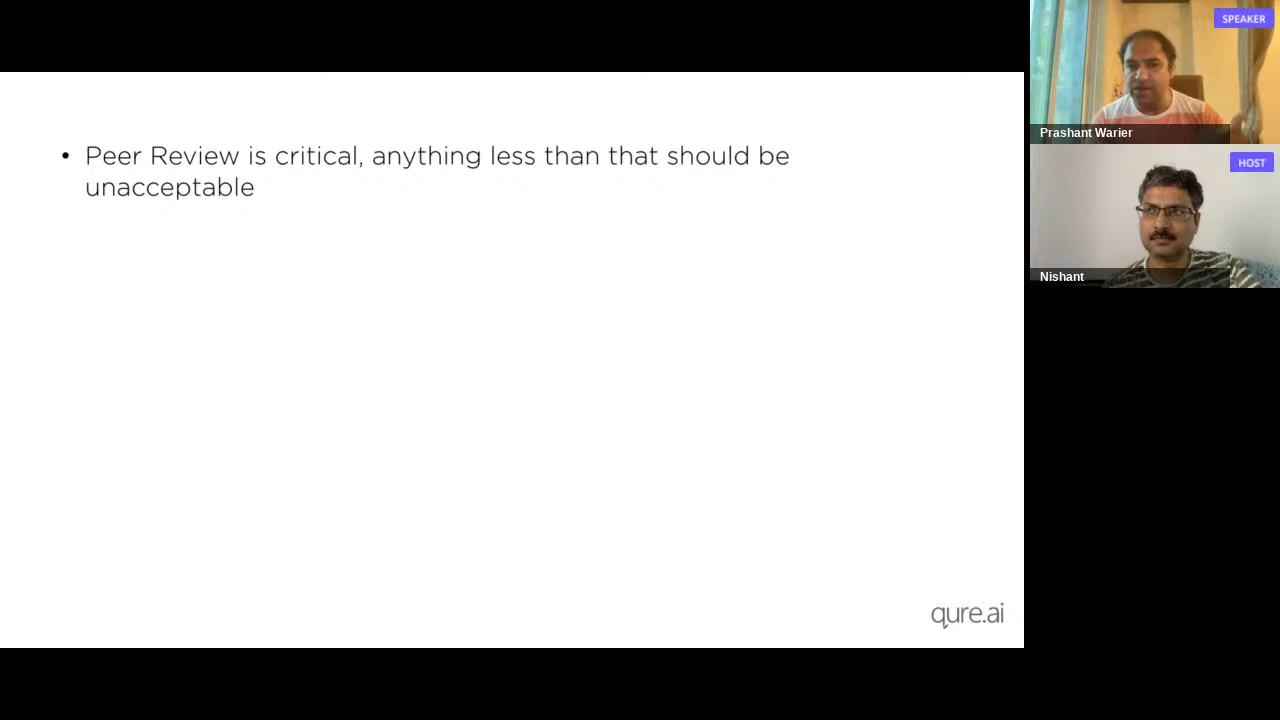 • Peer Review is critical, anything less than that should be
unacceptable
qure.ai
SPEAKER
Prashant Warier
HOST
Nishant